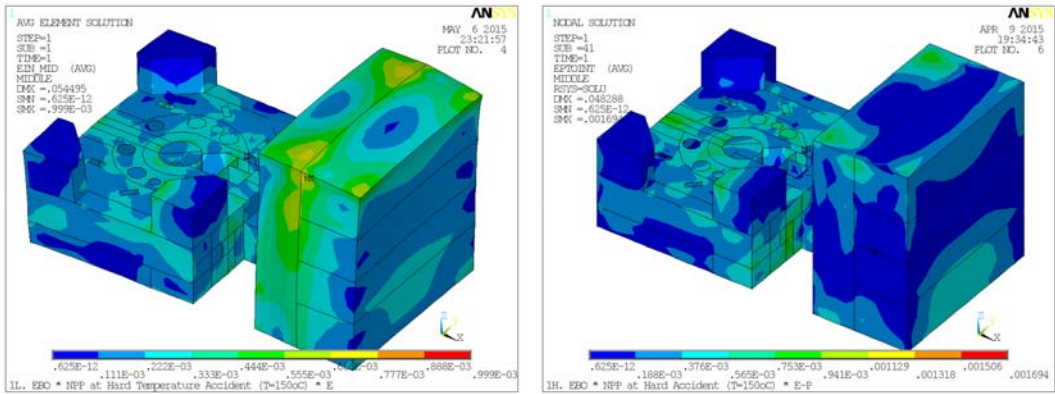 1
ANSYS
AVG ELEMENT SOLUTION
STEP=1
SUB =1
TIME=1
EIN_MID (AVG)
MIDDLE
DMX =.054495
SMN =.625E-12
SMX =.999E-03
MAY 6 2015
23:21:57
PLOT NO. 4
Z
Y
X
.625E-12 .222E-03 .444E-03 .888E-03
.111E-03 .333E-03 .555E-03 .777E-03 .999E-03
1L. EBO * NPP at Hard Temperature Accident (T=150oC) * E
1
ANSYS
NODAL SOLUTION
STEP=1
SUB =41
TIME=1
EPTOINT (AVG)
MIDDLE
RSYS=SOLU
DMX =.048288
SMN =.625E-12
SMX =.001694
APR 9 2015
19:34:43
PLOT NO. 6
Z
Y
X
.625E-12 .376E-03 .753E-03 .001129 .001506
.188E-03 .565E-03 .941E-03 .001318 .001694
1H. EBO * NPP at Hard Accident (T=150oC) * E-P